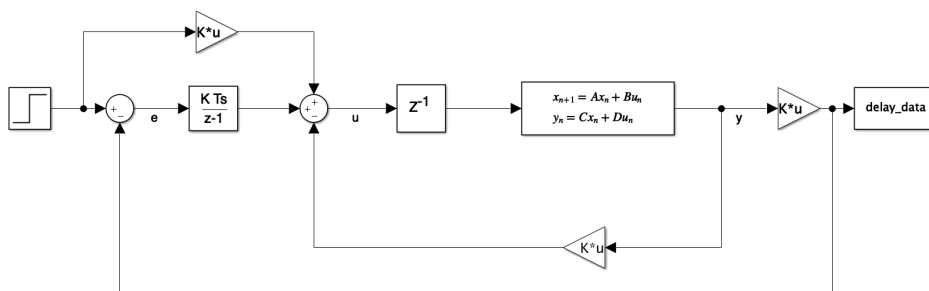 K*u
+
−
e
K Ts
z-1
+
+
−
u
z⁻¹
xₙ₊₁ = Axₙ + Buₙ
yₙ = Cxₙ + Duₙ
y
K*u
delay_data
K*u